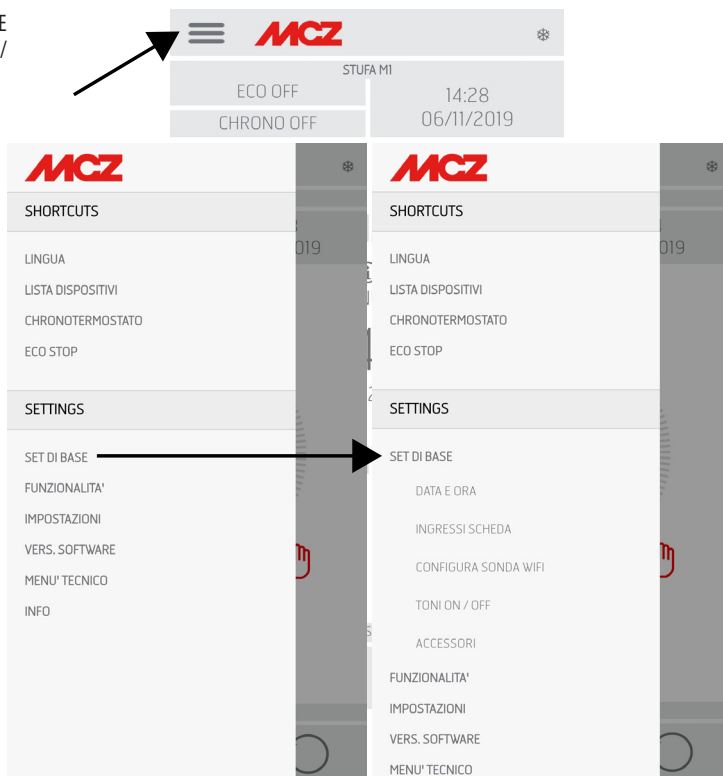 E
/
MCZ
STUFA M1
ECO OFF
CHRONO OFF
14:28
06/11/2019
MCZ
SHORTCUTS
LINGUA
LISTA DISPOSITIVI
CHRONOTERMOSTATO
ECO STOP
SETTINGS
SET DI BASE
FUNZIONALITA'
IMPOSTAZIONI
VERS. SOFTWARE
MENU' TECNICO
INFO
019
MCZ
SHORTCUTS
LINGUA
LISTA DISPOSITIVI
CHRONOTERMOSTATO
ECO STOP
SETTINGS
SET DI BASE
DATA E ORA
INGRESSI SCHEDA
CONFIGURA SONDA WIFI
TONI ON / OFF
ACCESSORI
FUNZIONALITA'
IMPOSTAZIONI
VERS. SOFTWARE
MENU' TECNICO
019